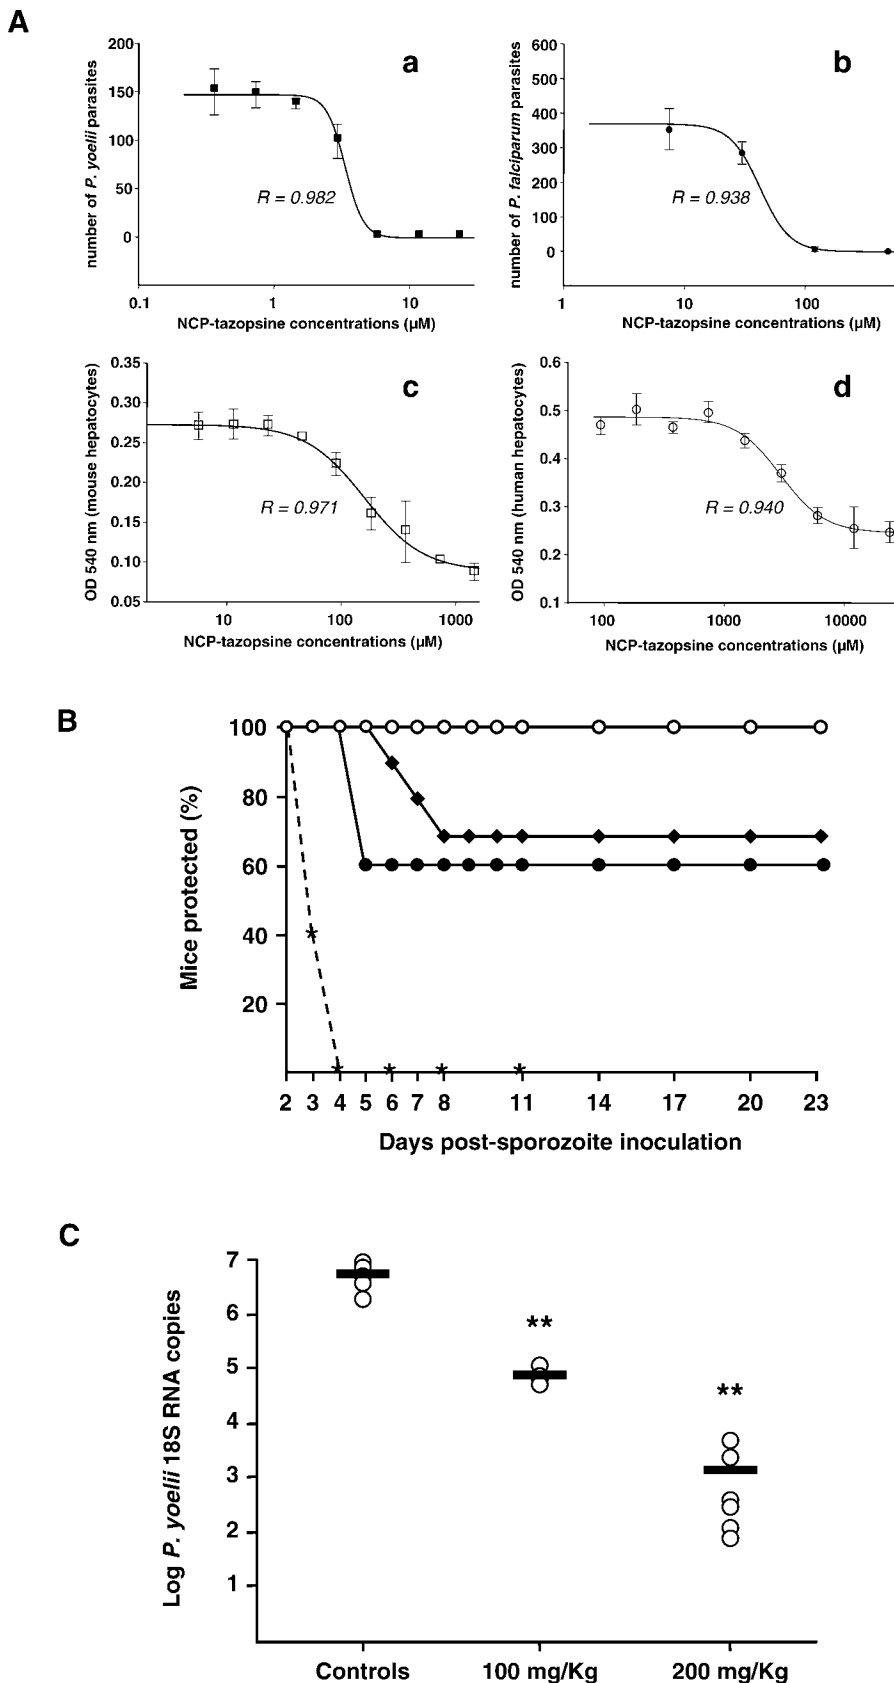 A
a
200
150
100
50
0
number of P. yoelii parasites
R = 0.982
0.1 1 10
NCP-tazopsine concentrations (µM)
b
600
500
400
300
200
100
0
number of P. falciparum parasites
R = 0.938
1 10 100
NCP-tazopsine concentrations (µM)
c
0.35
0.30
0.25
0.20
0.15
0.10
0.05
OD 540 nm (mouse hepatocytes)
R = 0.971
10 100 1000
NCP-tazopsine concentrations (µM)
d
0.6
0.5
0.4
0.3
0.2
0.1
OD 540 nm (human hepatocytes)
R = 0.940
100 1000 10000
NCP-tazopsine concentrations (µM)
B
100
80
60
40
20
Mice protected (%)
2 3 4 5 6 7 8 11 14 17 20 23
Days post-sporozoite inoculation
C
7
6
5
4
3
2
1
Log P. yoelii 18S RNA copies
**
**
Controls 100 mg/Kg 200 mg/Kg